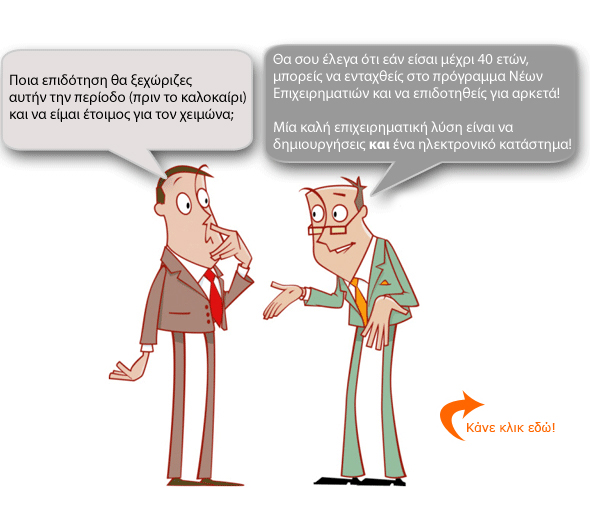 Ποια επιδότηση θα ξεχώριζες
αυτήν την περίοδο (πριν το καλοκαίρι)
και να είμαι έτοιμος για τον χειμώνα;
Θα σου έλεγα ότι εάν είσαι μέχρι 40 ετών,
μπορείς να ενταχθείς στο πρόγραμμα Νέων
Επιχειρηματιών και να επιδοτηθείς για αρκετά!
Μία καλή επιχειρηματική λύση είναι να
δημιουργήσεις και ένα ηλεκτρονικό κατάστημα!
Κάνε κλικ εδώ!